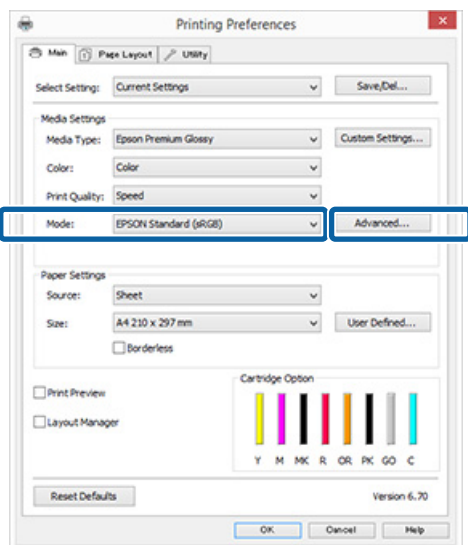 Printing Preferences
Main Page Layout Utility
Select Setting: Current Settings Save/Del...
Media Settings
Media Type: Epson Premium Glossy Custom Settings...
Color: Color
Print Quality: Speed
Mode: EPSON Standard (sRGB) Advanced...
Paper Settings
Source: Sheet
Size: A4 210 x 297 mm User Defined...
Borderless
Print Preview
Layout Manager
Cartridge Option
Y M MK R OR PK GO C
Reset Defaults Version 6.70
OK Cancel Help